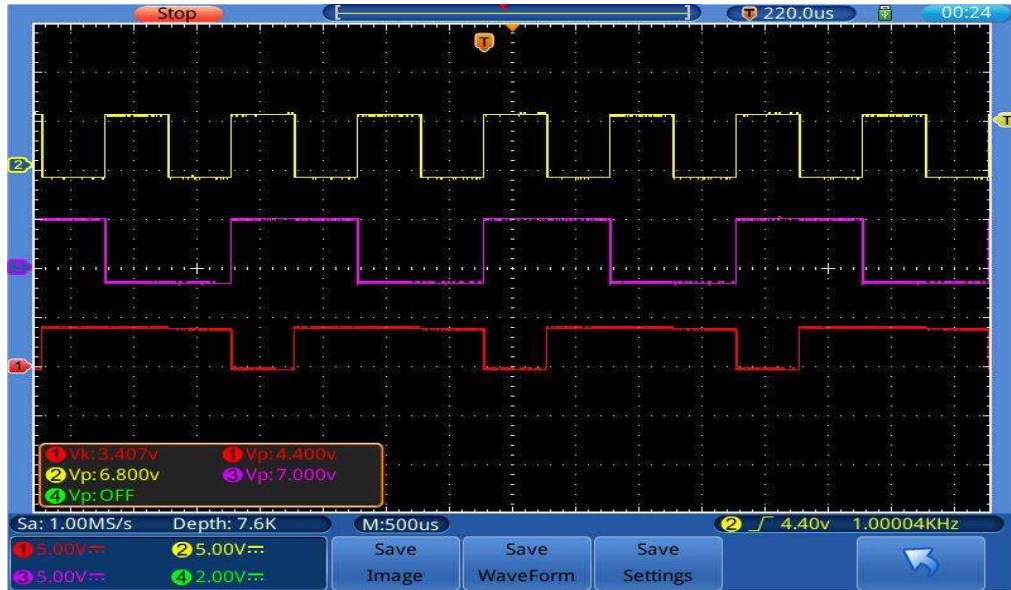 Stop T 220.0us 00:24
T
T
2
3
1
1 Vk:3.407v 1 Vp:4.400v
2 Vp:6.800v 3 Vp:7.000v
4 Vp:OFF
Sa: 1.00MS/s Depth: 7.6K M:500us 2 4.40v 1.00004KHz
1 5.00V 2 5.00V Save Save Save
3 5.00V 4 2.00V Image WaveForm Settings